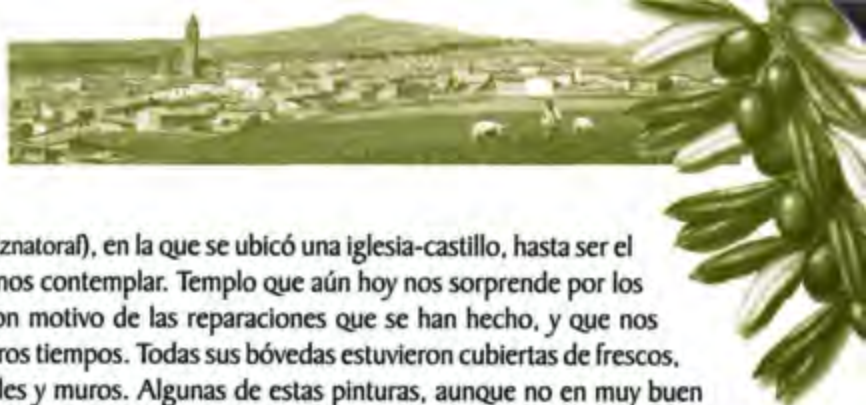 znatoraf), en la que se ubicó una iglesia-castillo, hasta ser el
nos contemplar. Templo que aún hoy nos sorprende por los
on motivo de las reparaciones que se han hecho, y que nos
ros tiempos. Todas sus bóvedas estuvieron cubiertas de frescos,
les y muros. Algunas de estas pinturas, aunque no en muy buen